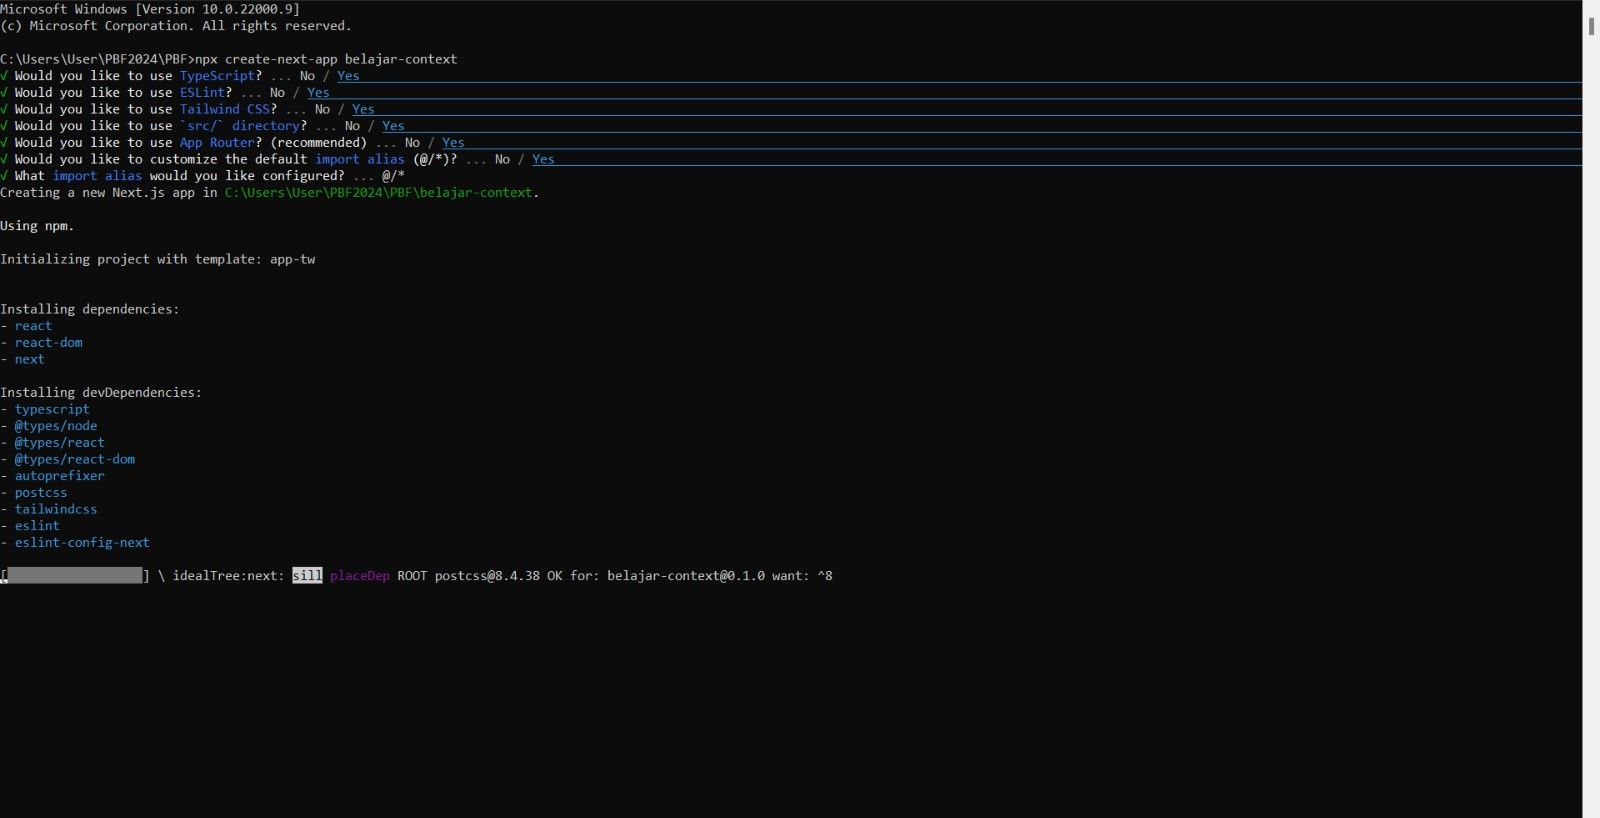 Microsoft Windows [Version 10.0.22000.9]
(c) Microsoft Corporation. All rights reserved.
C:\Users\User\PBF2024\PBF>npx create-next-app belajar-context
√ Would you like to use TypeScript? ... No / Yes
√ Would you like to use ESLint? ... No / Yes
√ Would you like to use Tailwind CSS? ... No / Yes
√ Would you like to use `src/` directory? ... No / Yes
√ Would you like to use App Router? (recommended) ... No / Yes
√ Would you like to customize the default import alias (@/*)? ... No / Yes
√ What import alias would you like configured? ... @/*
Creating a new Next.js app in C:\Users\User\PBF2024\PBF\belajar-context.
Using npm.
Initializing project with template: app-tw
Installing dependencies:
- react
- react-dom
- next
Installing devDependencies:
- typescript
- @types/node
- @types/react
- @types/react-dom
- autoprefixer
- postcss
- tailwindcss
- eslint
- eslint-config-next
[                  ] \ idealTree:next: sill placeDep ROOT postcss@8.4.38 OK for: belajar-context@0.1.0 want: ^8